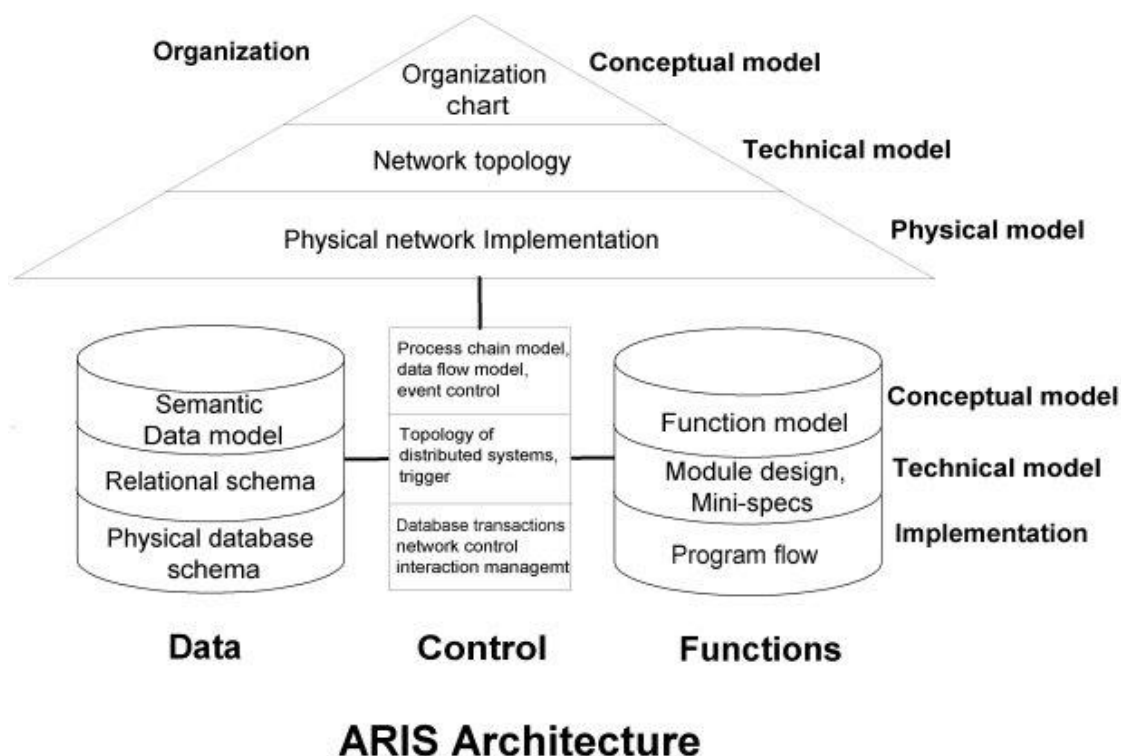 Organization
Conceptual model
Organization
chart
Technical model
Network topology
Physical model
Physical network Implementation
Process chain model,
data flow model,
event control
Semantic
Data model
Function model
Conceptual model
Topology of
distributed systems,
trigger
Relational schema
Module design,
Mini-specs
Technical model
Database transactions
network control
interaction managemt
Physical database
schema
Program flow
Implementation
Data
Control
Functions
ARIS Architecture